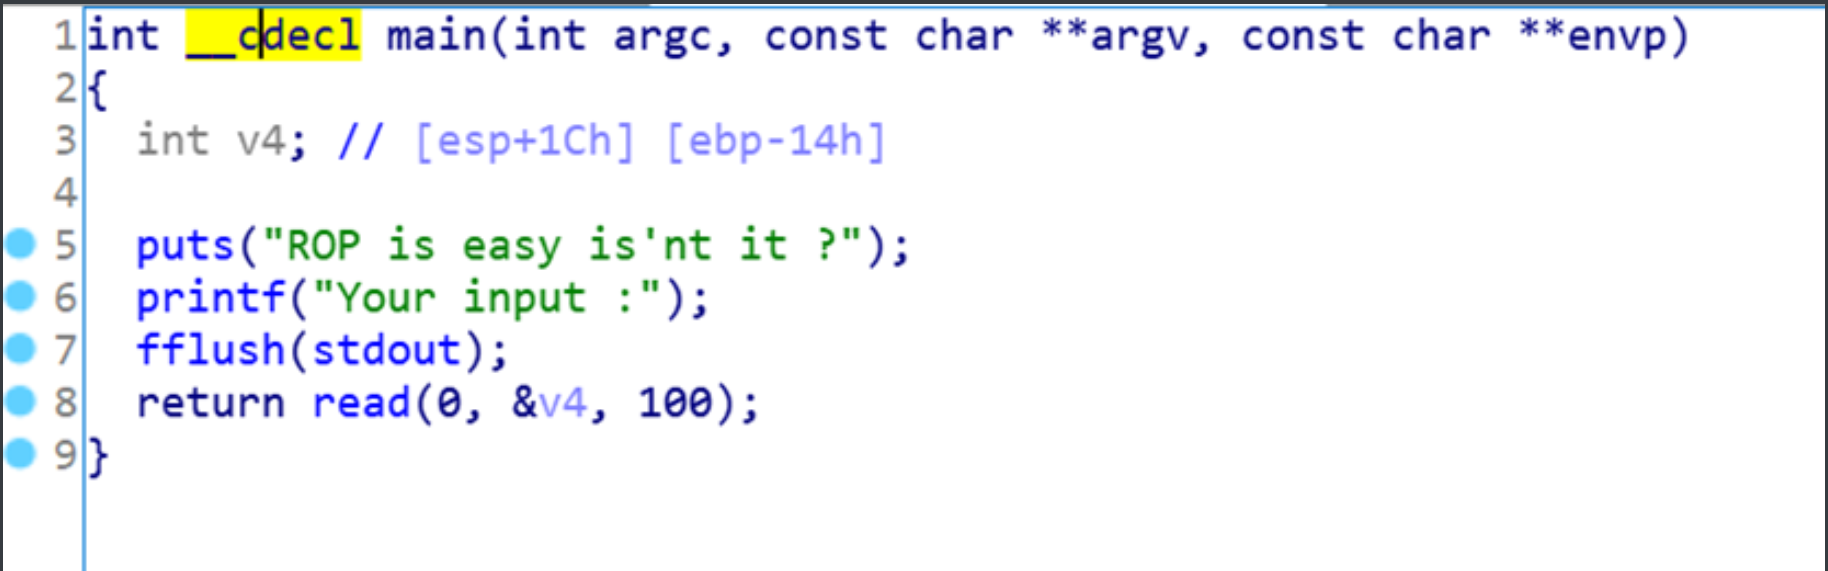 1 int __cdecl main(int argc, const char **argv, const char **envp)
2 {
3 int v4; // [esp+1Ch] [ebp-14h]
4
5 puts("ROP is easy is'nt it ?");
6 printf("Your input :");
7 fflush(stdout);
8 return read(0, &v4, 100);
9 }